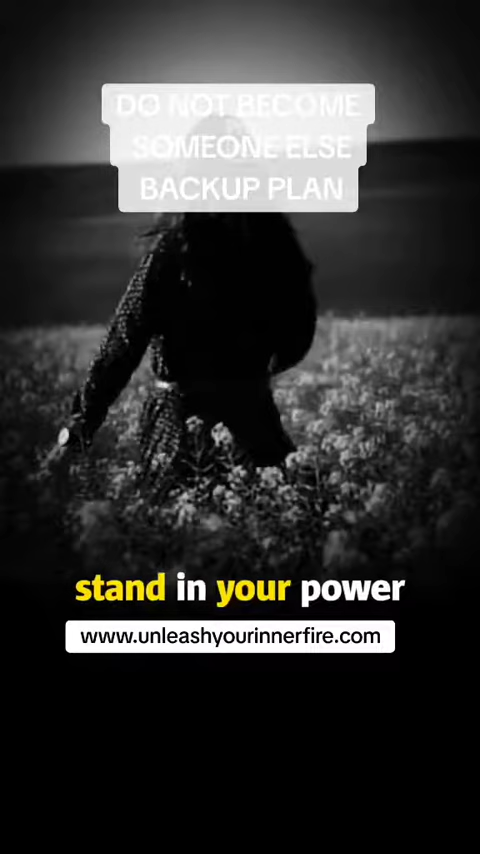 DO NOT BECOME
SOMEONE ELSE
BACKUP PLAN
stand in your power
www.unleashyourinnerfire.com